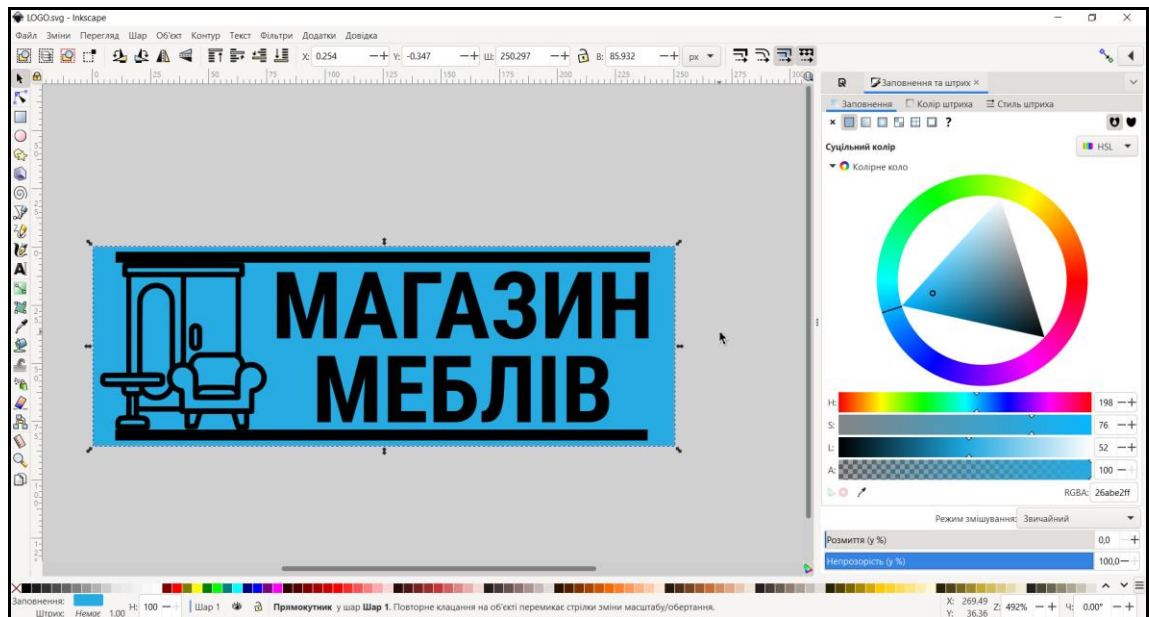 LOGO.svg - Inkscape
Файл Зміни Перегляд Шар Об'єкт Контур Текст Фільтри Додатки Довідка
X: 0.254 Y: -0.347 Ш: 250.297 В: 85.932 px
Заповнення та штрих ×
Заповнення Колір штриха Стиль штриха
?
Суцільний колір HSL
Колірне коло
МАГАЗИН
МЕБЛІВ
H: 198
S: 76
L: 52
A: 100
RGBA: 26abe2ff
Режим змішування: Звичайний
Розмиття (у %) 0,0
Непрозорість (у %) 100,0
Заповнення:
Штрих: Немає 1.00 Н: 100 Шар 1 Прямокутник у шар Шар 1. Повторне клацання на об'єкті перемикає стрілки зміни масштабу/обертання.
X: 269.49 Z: 492% Ч: 0.00°
Y: 36.36